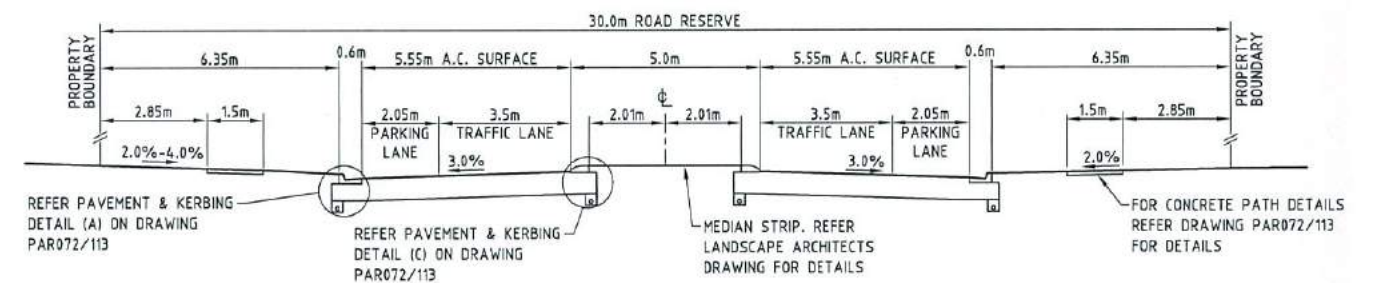 30.0m ROAD RESERVE
PROPERTY
BOUNDARY
6.35m
0.6m
5.55m A.C. SURFACE
5.0m
5.55m A.C. SURFACE
0.6m
6.35m
PROPERTY
BOUNDARY
2.85m
1.5m
2.05m
PARKING
LANE
3.5m
TRAFFIC LANE
2.01m
℄
2.01m
3.5m
TRAFFIC LANE
2.05m
PARKING
LANE
1.5m
2.85m
2.0%-4.0%
3.0%
3.0%
2.0%
REFER PAVEMENT & KERBING
DETAIL (A) ON DRAWING
PAR072/113
REFER PAVEMENT & KERBING
DETAIL (C) ON DRAWING
PAR072/113
MEDIAN STRIP. REFER
LANDSCAPE ARCHITECTS
DRAWING FOR DETAILS
FOR CONCRETE PATH DETAILS
REFER DRAWING PAR072/113
FOR DETAILS